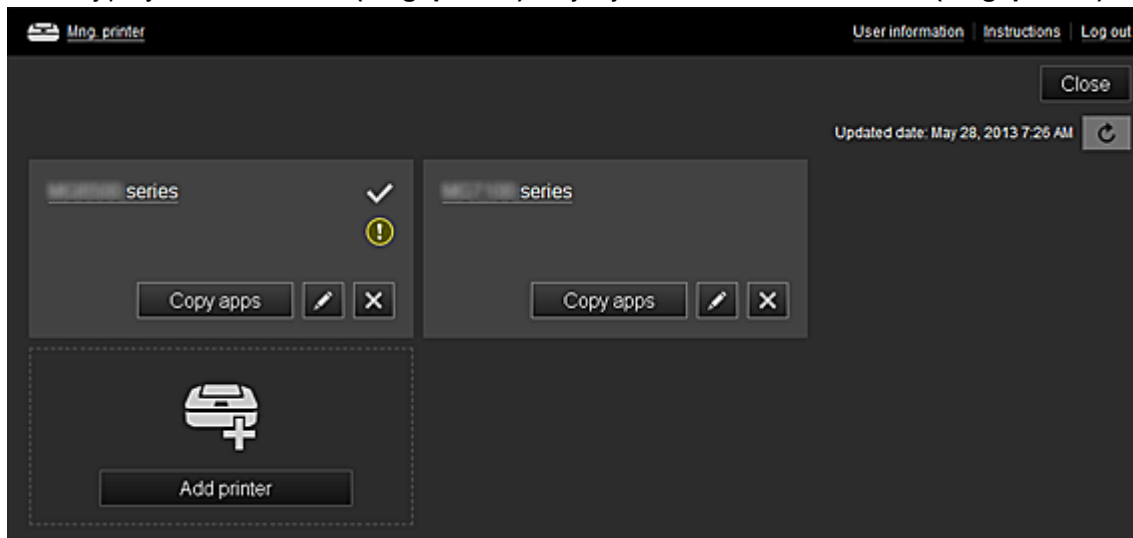 Mng. printer User information Instructions Log out
Close
Updated date: May 28, 2013 7:26 AM
series series
Copy apps Copy apps
Add printer